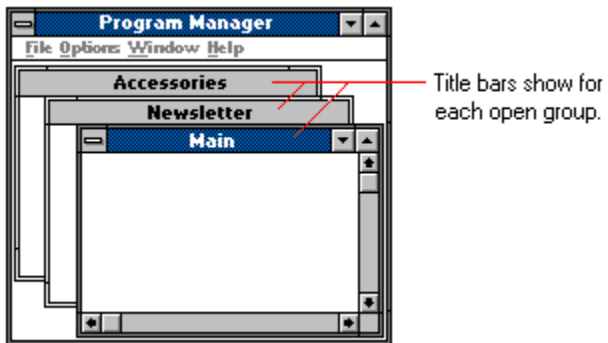 Program Manager
File Options Window Help
Accessories
Title bars show for
Newsletter
each open group.
Main